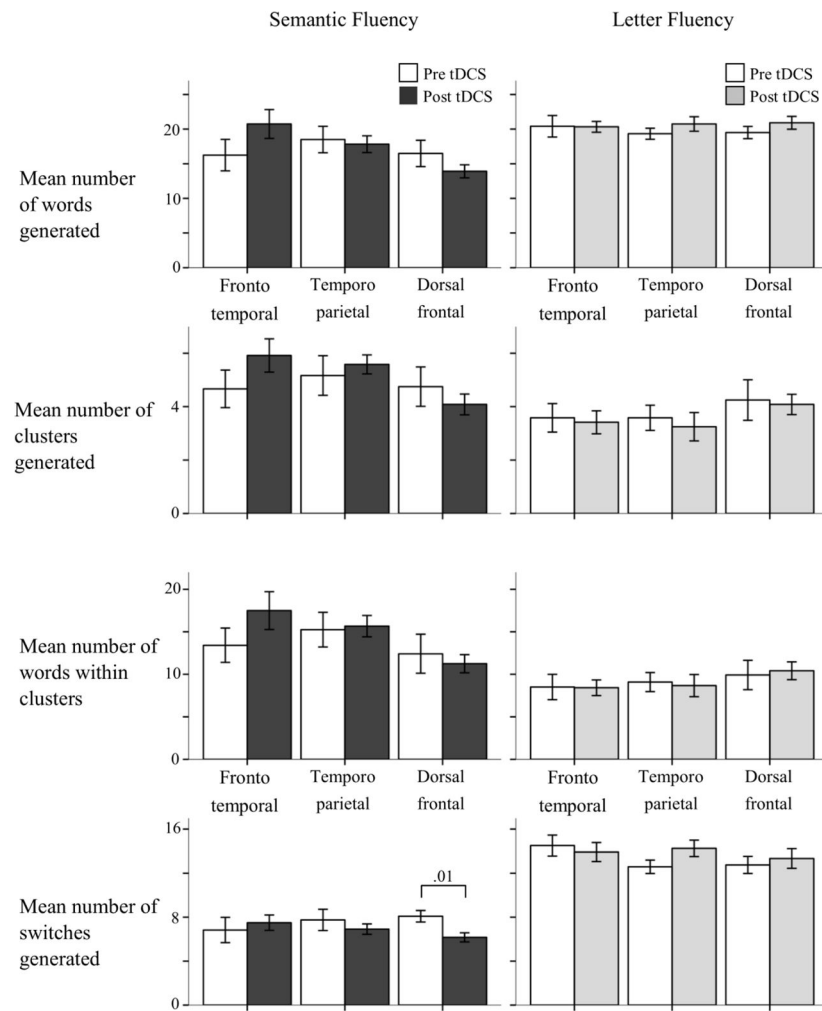 Semantic Fluency
Letter Fluency
Pre tDCS
Post tDCS
Pre tDCS
Post tDCS
Mean number
of words
generated
20
10
0
Fronto
temporal
Temporo
parietal
Dorsal
frontal
Fronto
temporal
Temporo
parietal
Dorsal
frontal
Mean number of
clusters
generated
4
0
Mean number of
words within
clusters
20
10
0
Fronto
temporal
Temporo
parietal
Dorsal
frontal
Fronto
temporal
Temporo
parietal
Dorsal
frontal
Mean number of
switches
generated
16
8
0
.01